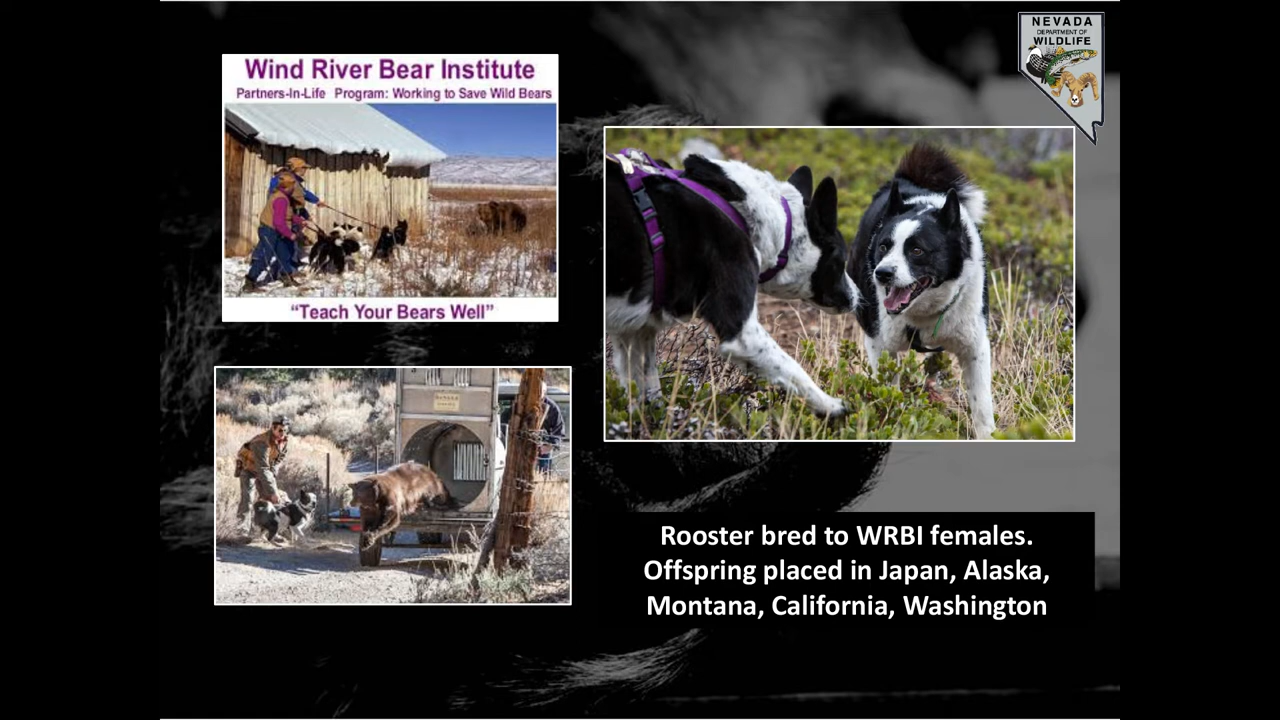 NEVADA
DEPARTMENT OF
WILDLIFE
Wind River Bear Institute
Partners-In-Life Program: Working to Save Wild Bears
“Teach Your Bears Well”
Rooster bred to WRBI females.
Offspring placed in Japan, Alaska,
Montana, California, Washington